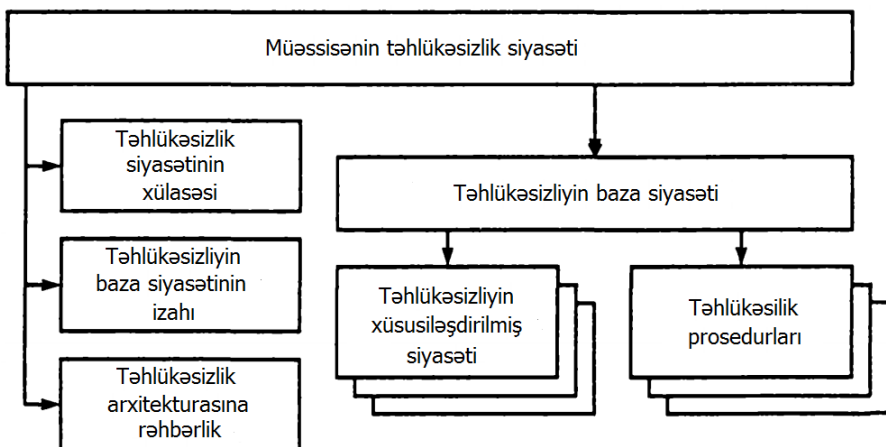 Müəssisənin təhlükəsizlik siyasəti
Təhlükəsizlik
siyasətinin
xülasəsi
Təhlükəsizliyin baza siyasəti
Təhlükəsizliyin
baza siyasətinin
izahı
Təhlükəsizliyin
xüsusiləşdirilmiş
siyasəti
Təhlükəsilik
prosedurları
Təhlükəsizlik
arxitekturasına
rəhbərlik